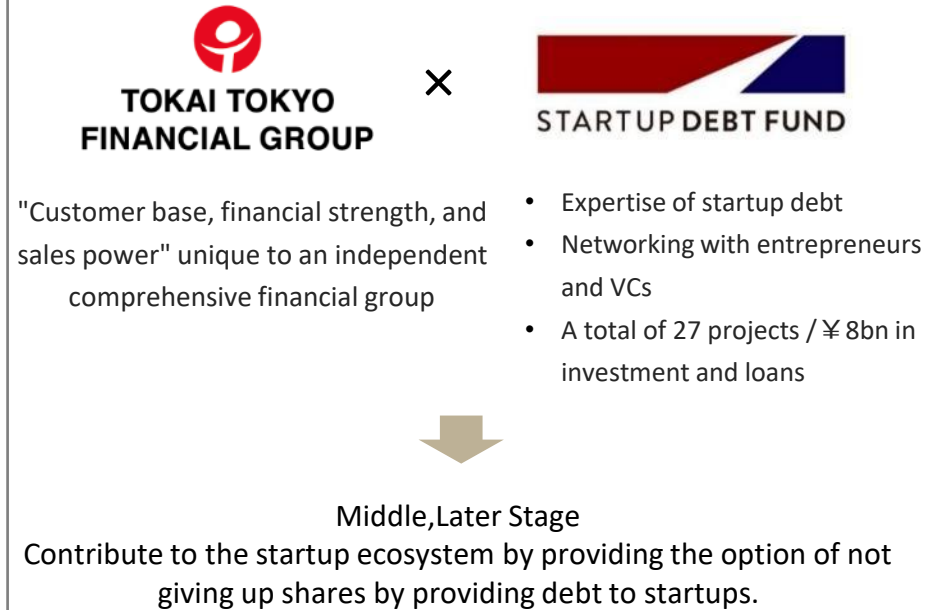 TOKAI TOKYO
FINANCIAL GROUP
×
STARTUP DEBT FUND
"Customer base, financial strength, and
sales power" unique to an independent
comprehensive financial group
• Expertise of startup debt
• Networking with entrepreneurs
and VCs
• A total of 27 projects /￥8bn in
investment and loans
Middle,Later Stage
Contribute to the startup ecosystem by providing the option of not
giving up shares by providing debt to startups.